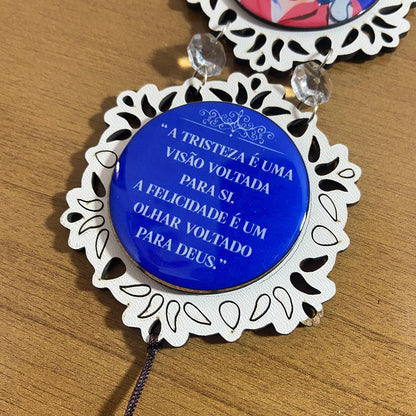 “A TRISTEZA É UMA
VISÃO VOLTADA
PARA SI.
A FELICIDADE É UM
OLHAR VOLTADO
PARA DEUS.”